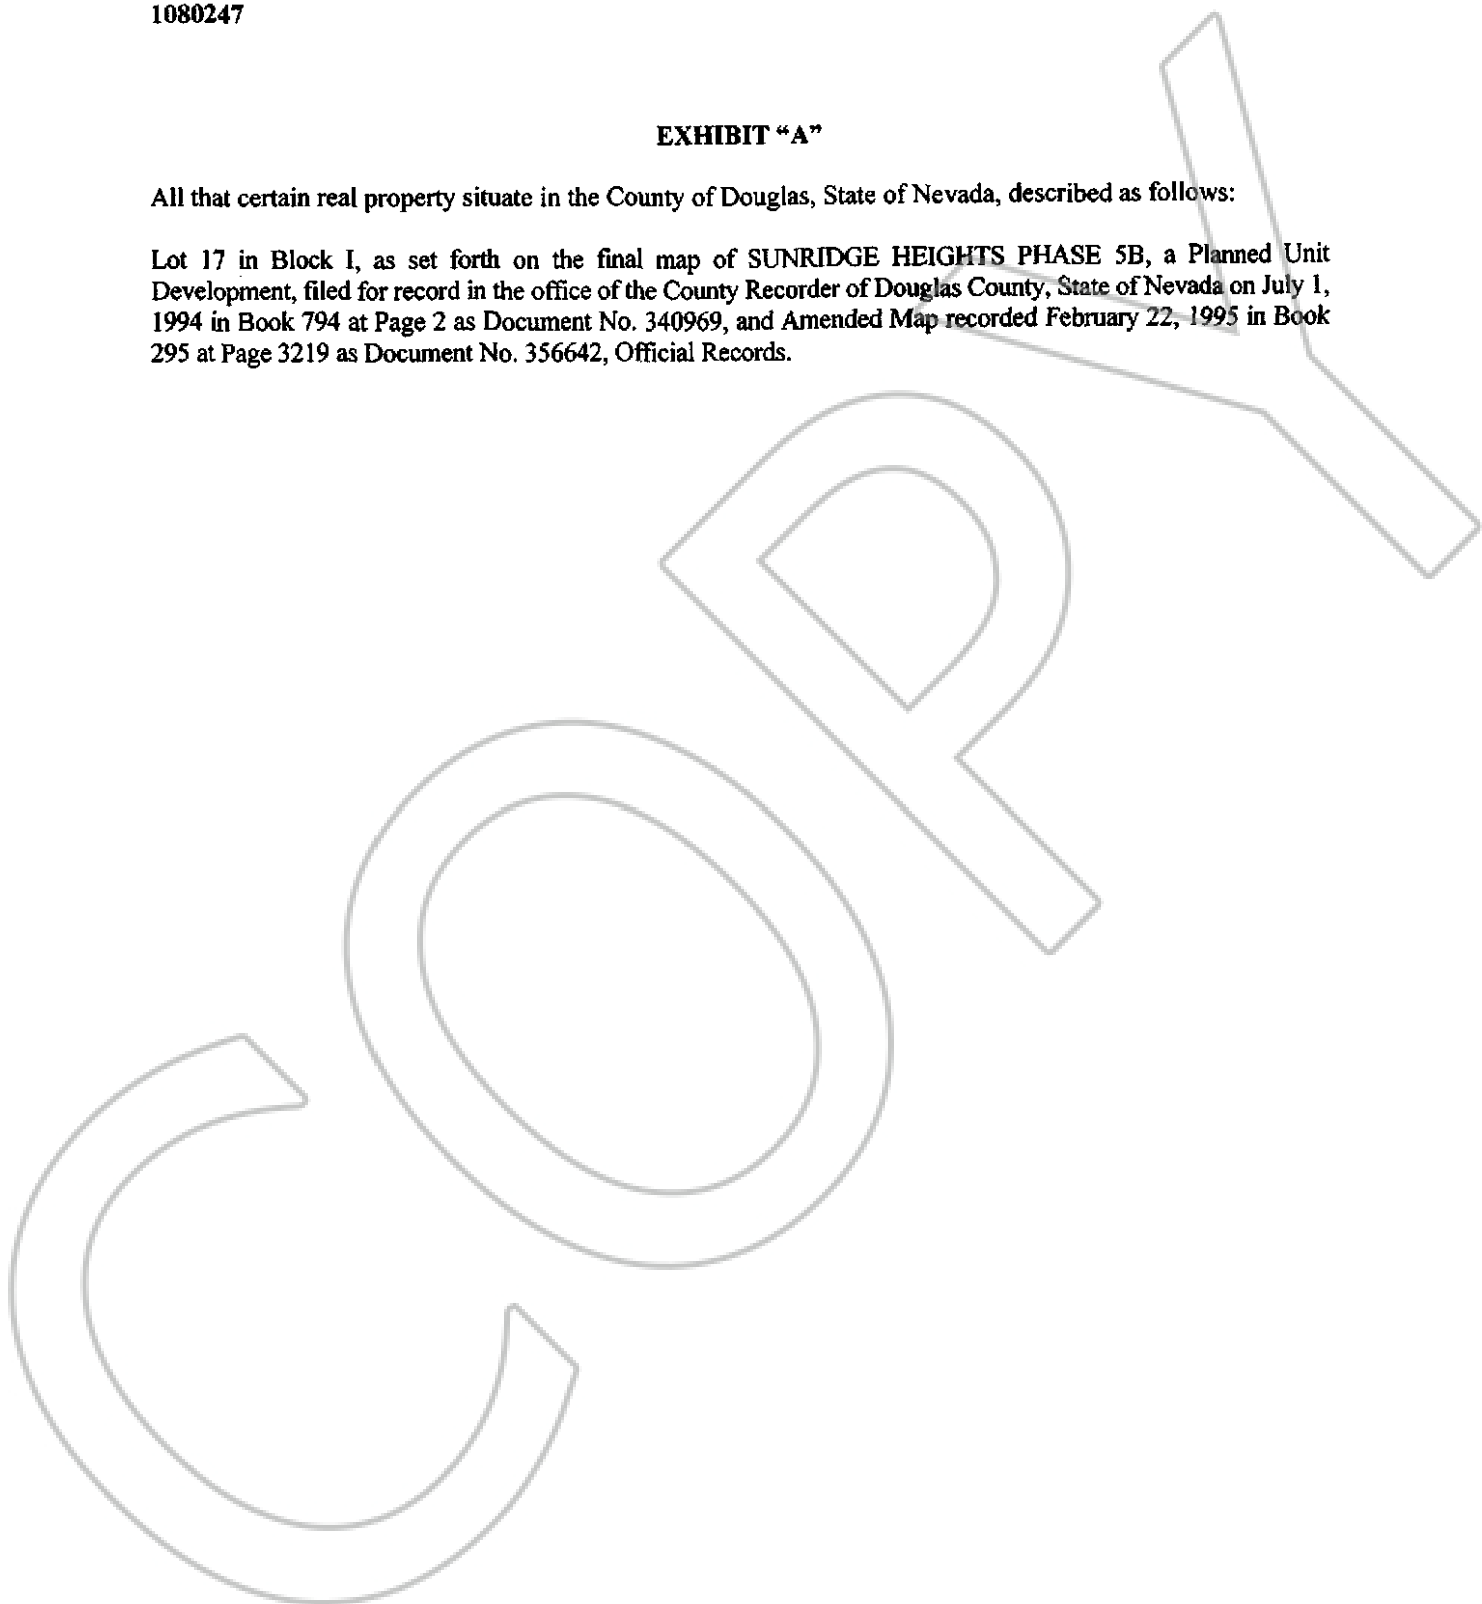 1080247
EXHIBIT “A”
All that certain real property situate in the County of Douglas, State of Nevada, described as follows:
Lot 17 in Block I, as set forth on the final map of SUNRIDGE HEIGHTS PHASE 5B, a Planned Unit
Development, filed for record in the office of the County Recorder of Douglas County, State of Nevada on July 1,
1994 in Book 794 at Page 2 as Document No. 340969, and Amended Map recorded February 22, 1995 in Book
295 at Page 3219 as Document No. 356642, Official Records.
COPY